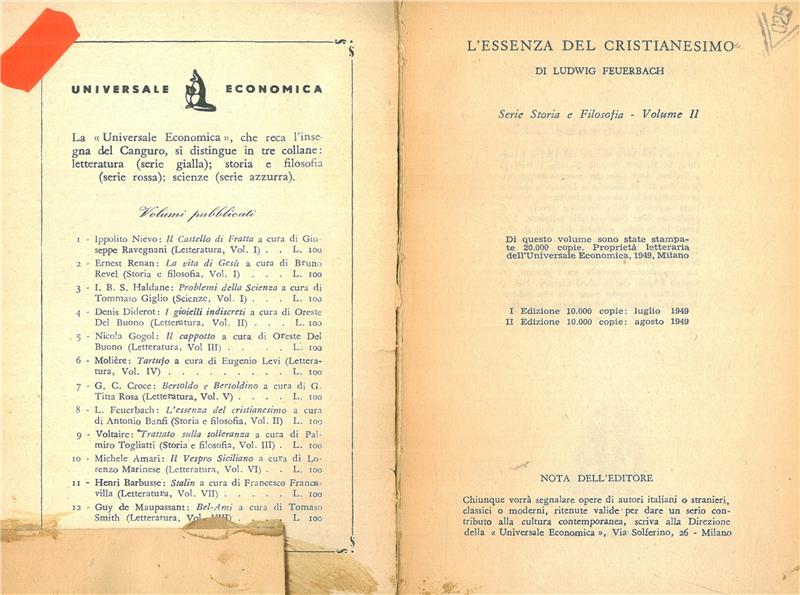 UNIVERSALE ECONOMICA
La « Universale Economica », che reca l'inse-
gna del Canguro, si distingue in tre collane:
letteratura (serie gialla); storia e filosofia
(serie rossa); scienze (serie azzurra).
Volumi pubblicati
1 - Ippolito Nievo: Il Castello di Fratta a cura di Giu-
seppe Ravegnani (Letteratura, Vol. I) . . L. 100
2 - Ernest Renan: La vita di Gesù a cura di Bruno
Revel (Storia e filosofia, Vol. I) . . . . L. 100
3 - I. B. S. Haldane: Problemi della Scienza a cura di
Tommaso Giglio (Scienze, Vol. I) . . . . L. 100
4 - Denis Diderot: I gioielli indiscreti a cura di Oreste
Del Buono (Letteratura, Vol. II) . . . . L. 100
5 - Nicola Gogol: Il cappotto a cura di Oreste Del
Buono (Letteratura, Vol III) . . . . . L. 100
6 - Molière: Tartufo a cura di Eugenio Levi (Lettera-
tura, Vol. IV) . . . . . . . . . L. 100
7 - G. C. Croce: Bertoldo e Bertoldino a cura di G.
Titta Rosa (Letteratura, Vol. V) . . . . L. 100
8 - L. Feuerbach: L'essenza del cristianesimo a cura
di Antonio Banfi (Storia e filosofia, Vol. II) L. 100
9 - Voltaire: Trattato sulla tolleranza a cura di Pal-
miro Togliatti (Storia e filosofia, Vol. III) . L. 100
10 - Michele Amari: Il Vespro Siciliano a cura di Lo-
renzo Marinese (Letteratura, Vol. VI) . . . L. 100
11 - Henri Barbusse: Stalin a cura di Francesco Franca-
villa (Letteratura, Vol. VII) . . . . . L. 100
12 - Guy de Maupassant: Bel-Ami a cura di Tomaso
Smith (Letteratura, Vol. VIII) . . . . L. 100
025
L'ESSENZA DEL CRISTIANESIMO
DI LUDWIG FEUERBACH
Serie Storia e Filosofia - Volume II
Di questo volume sono state stampa-
te 20.000 copie. Proprietà letteraria
dell'Universale Economica, 1949, Milano
I Edizione 10.000 copie: luglio 1949
II Edizione 10.000 copie: agosto 1949
NOTA DELL'EDITORE
Chiunque vorrà segnalare opere di autori italiani o stranieri,
classici o moderni, ritenute valide per dare un serio con-
tributo alla cultura contemporanea, scriva alla Direzione
della « Universale Economica », Via Solferino, 26 - Milano